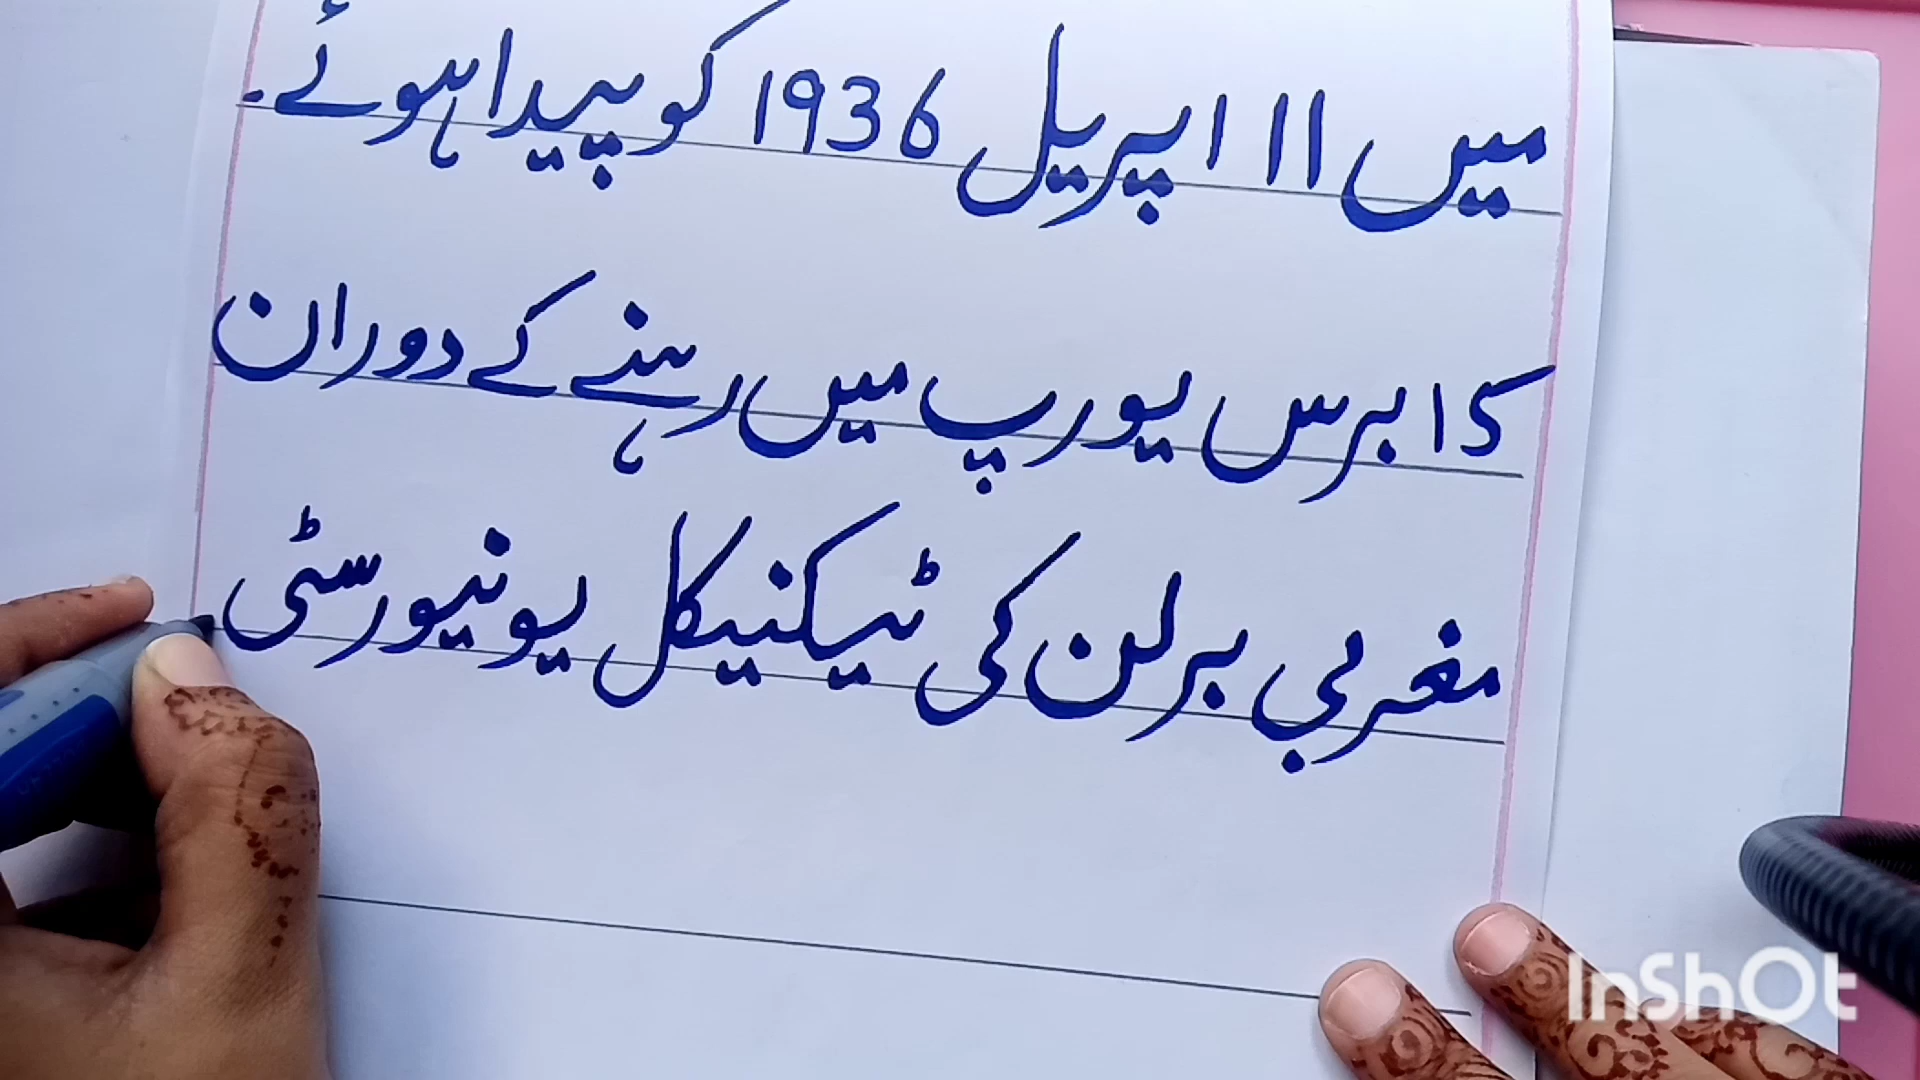 میں 11 اپریل 1936 کو پیدا ہوئے۔
15 برس یورپ میں رہنے کے دوران
مغربی برلن کی ٹیکنیکل یونیورسٹی
InShOt